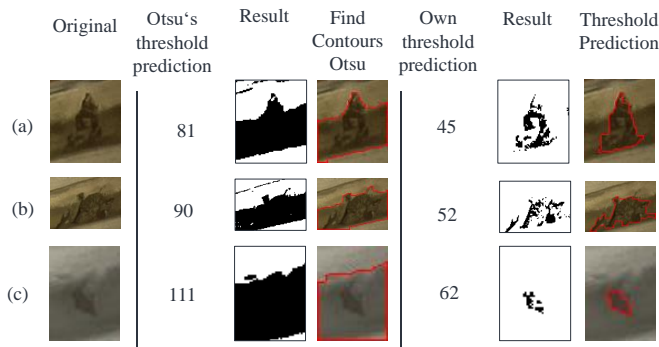 Original
Otsu‘s
threshold
prediction
Result
Find
Contours
Otsu
Own
threshold
prediction
Result
Threshold
Prediction
(a)
81
45
(b)
90
52
(c)
111
62